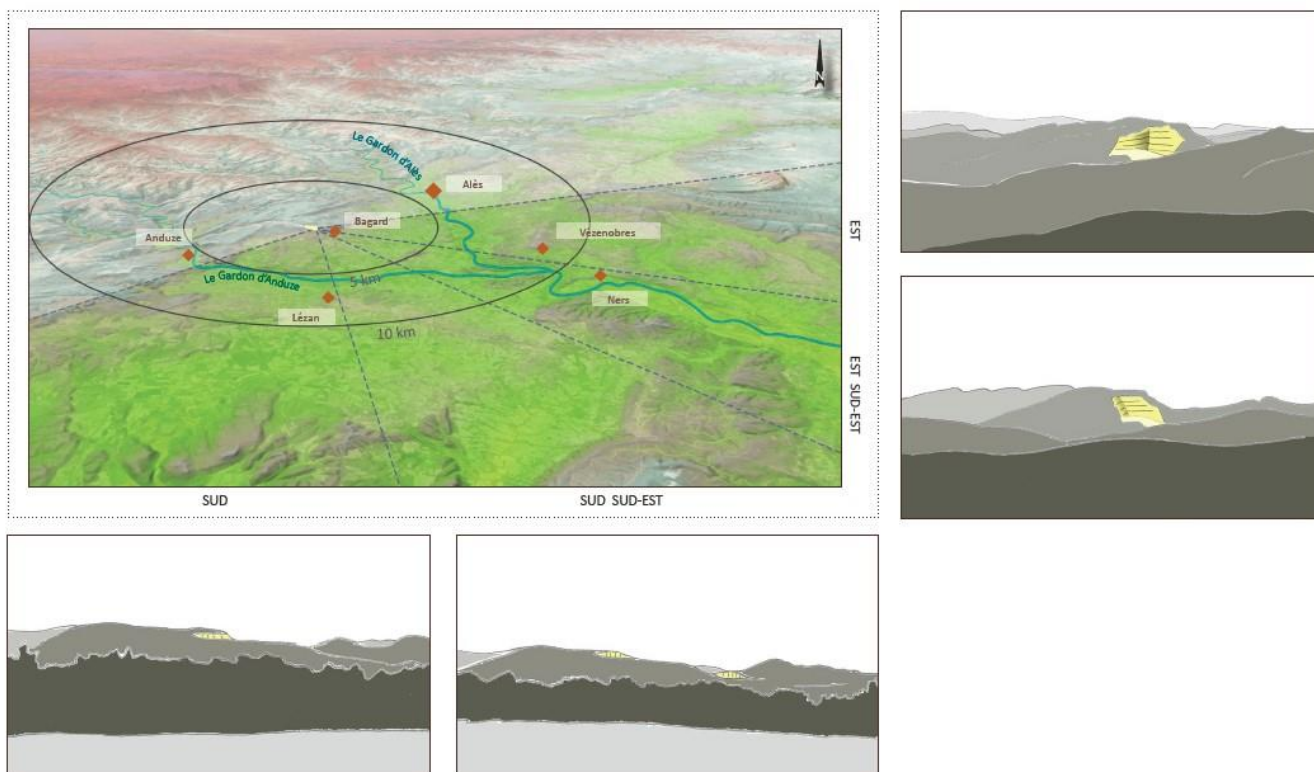 N
Le Gardon d'Alès
Alès
Bagard
Anduze
Vézenobres
Le Gardon d'Anduze
5 km
Ners
Lézan
10 km
EST
EST SUD-EST
SUD
SUD SUD-EST